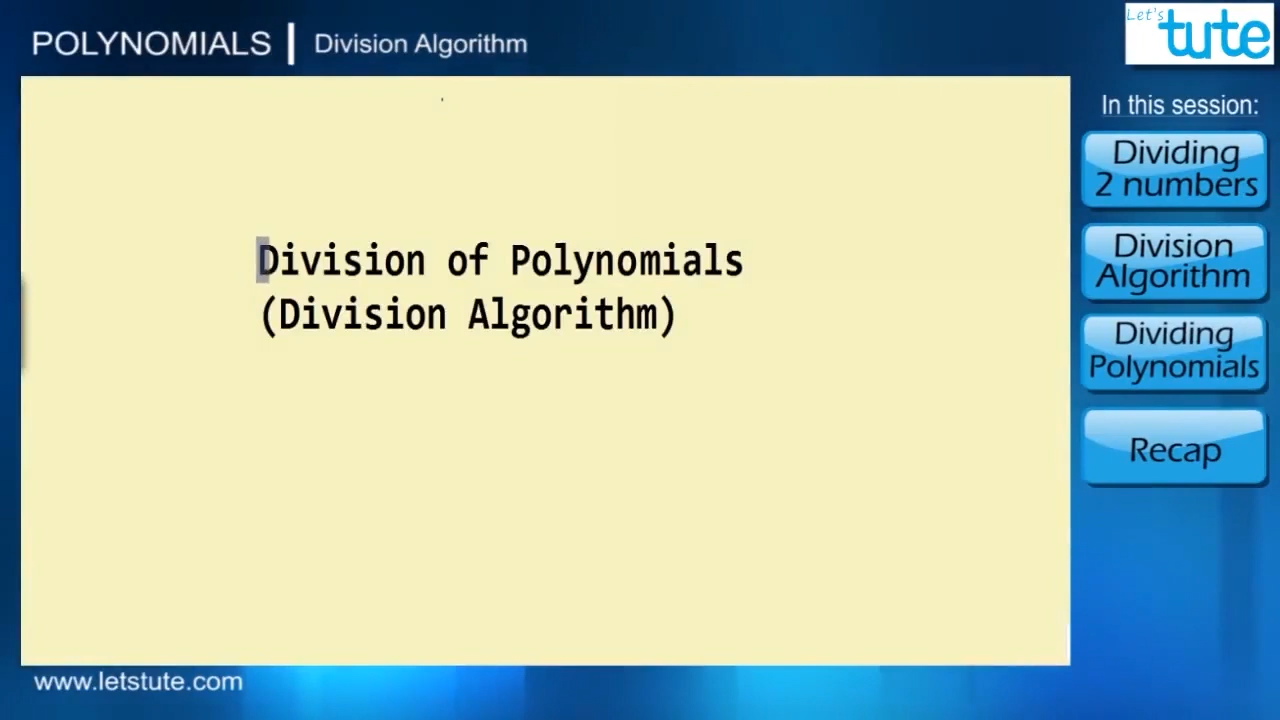 POLYNOMIALS | Division Algorithm
Let's
tute
In this session:
Dividing
2 numbers
Division
Algorithm
Dividing
Polynomials
Recap
Division of Polynomials
(Division Algorithm)
www.letstute.com